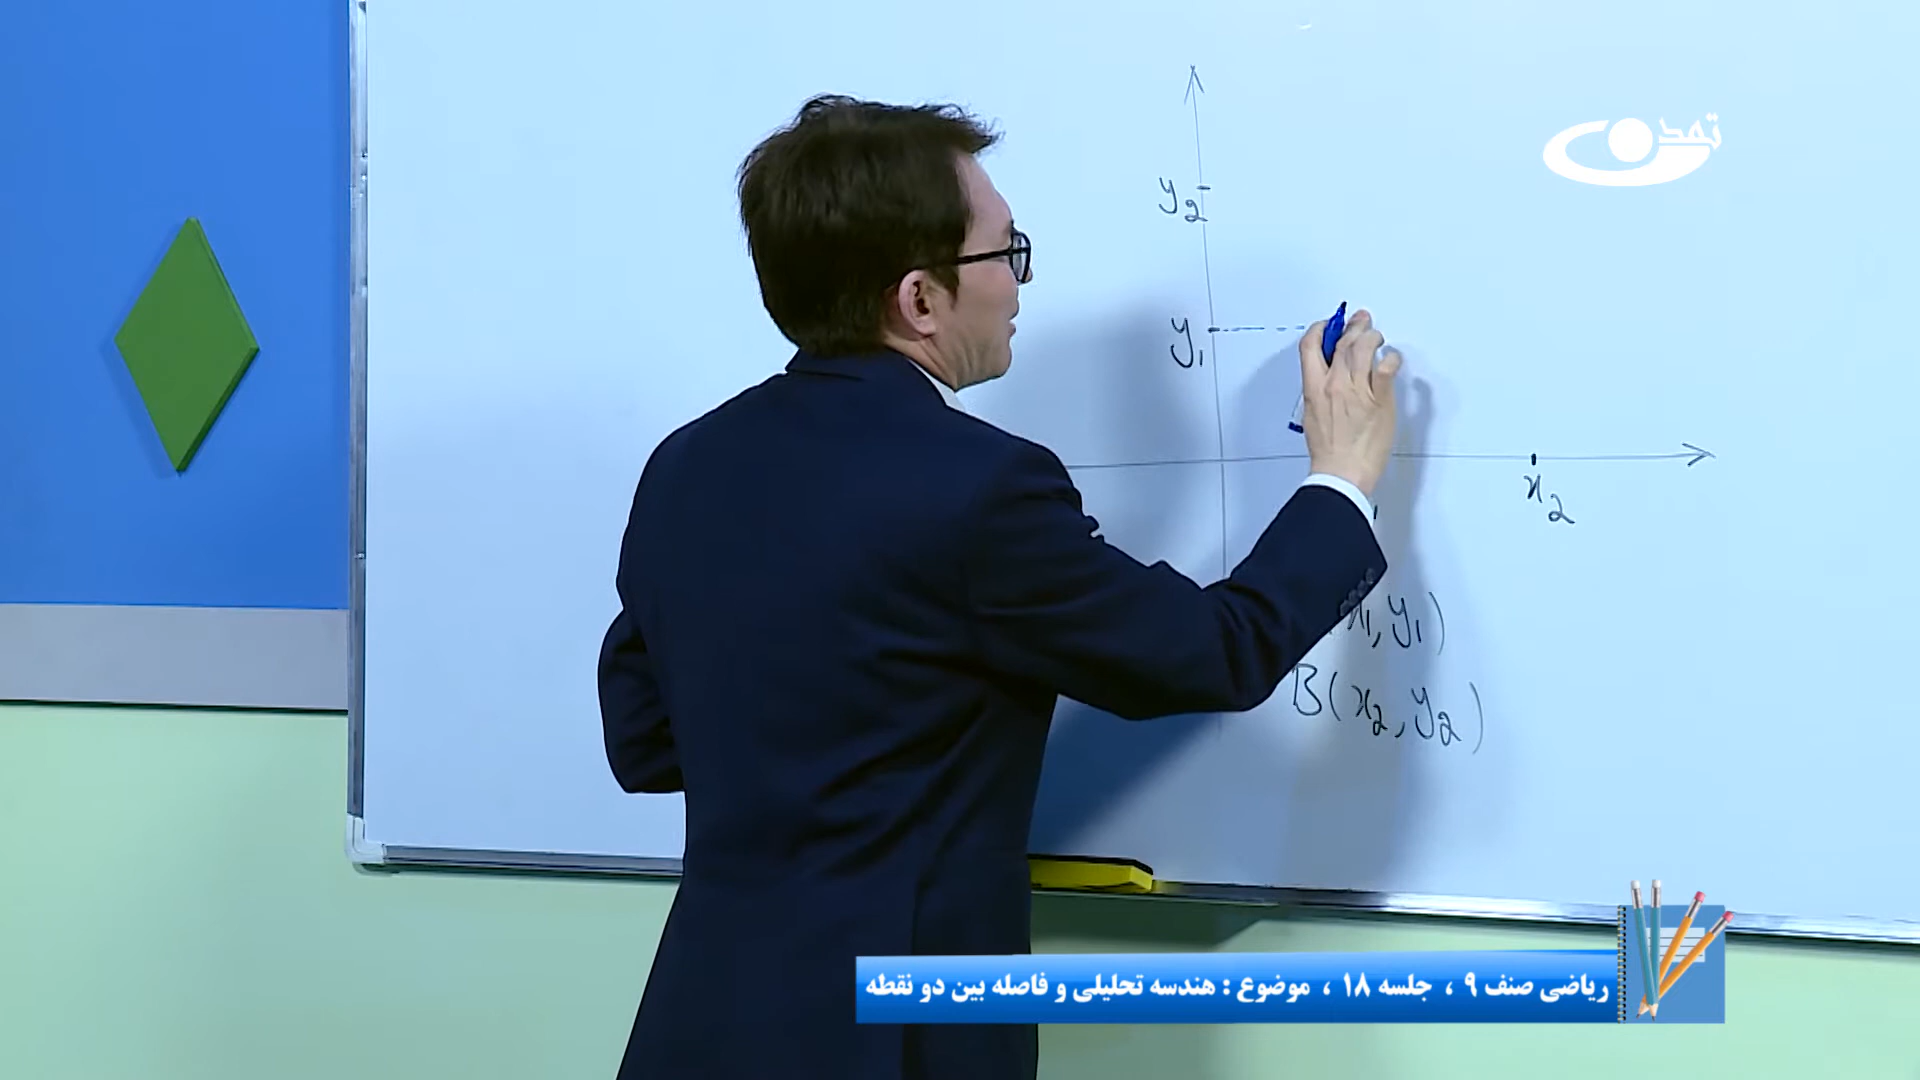 تمدن
y₂
y₁
x₂
x₁, y₁)
B(x₂, y₂)
ریاضی صنف ۹ ، جلسه ۱۸ ، موضوع : هندسه تحلیلی و فاصله بین دو نقطه